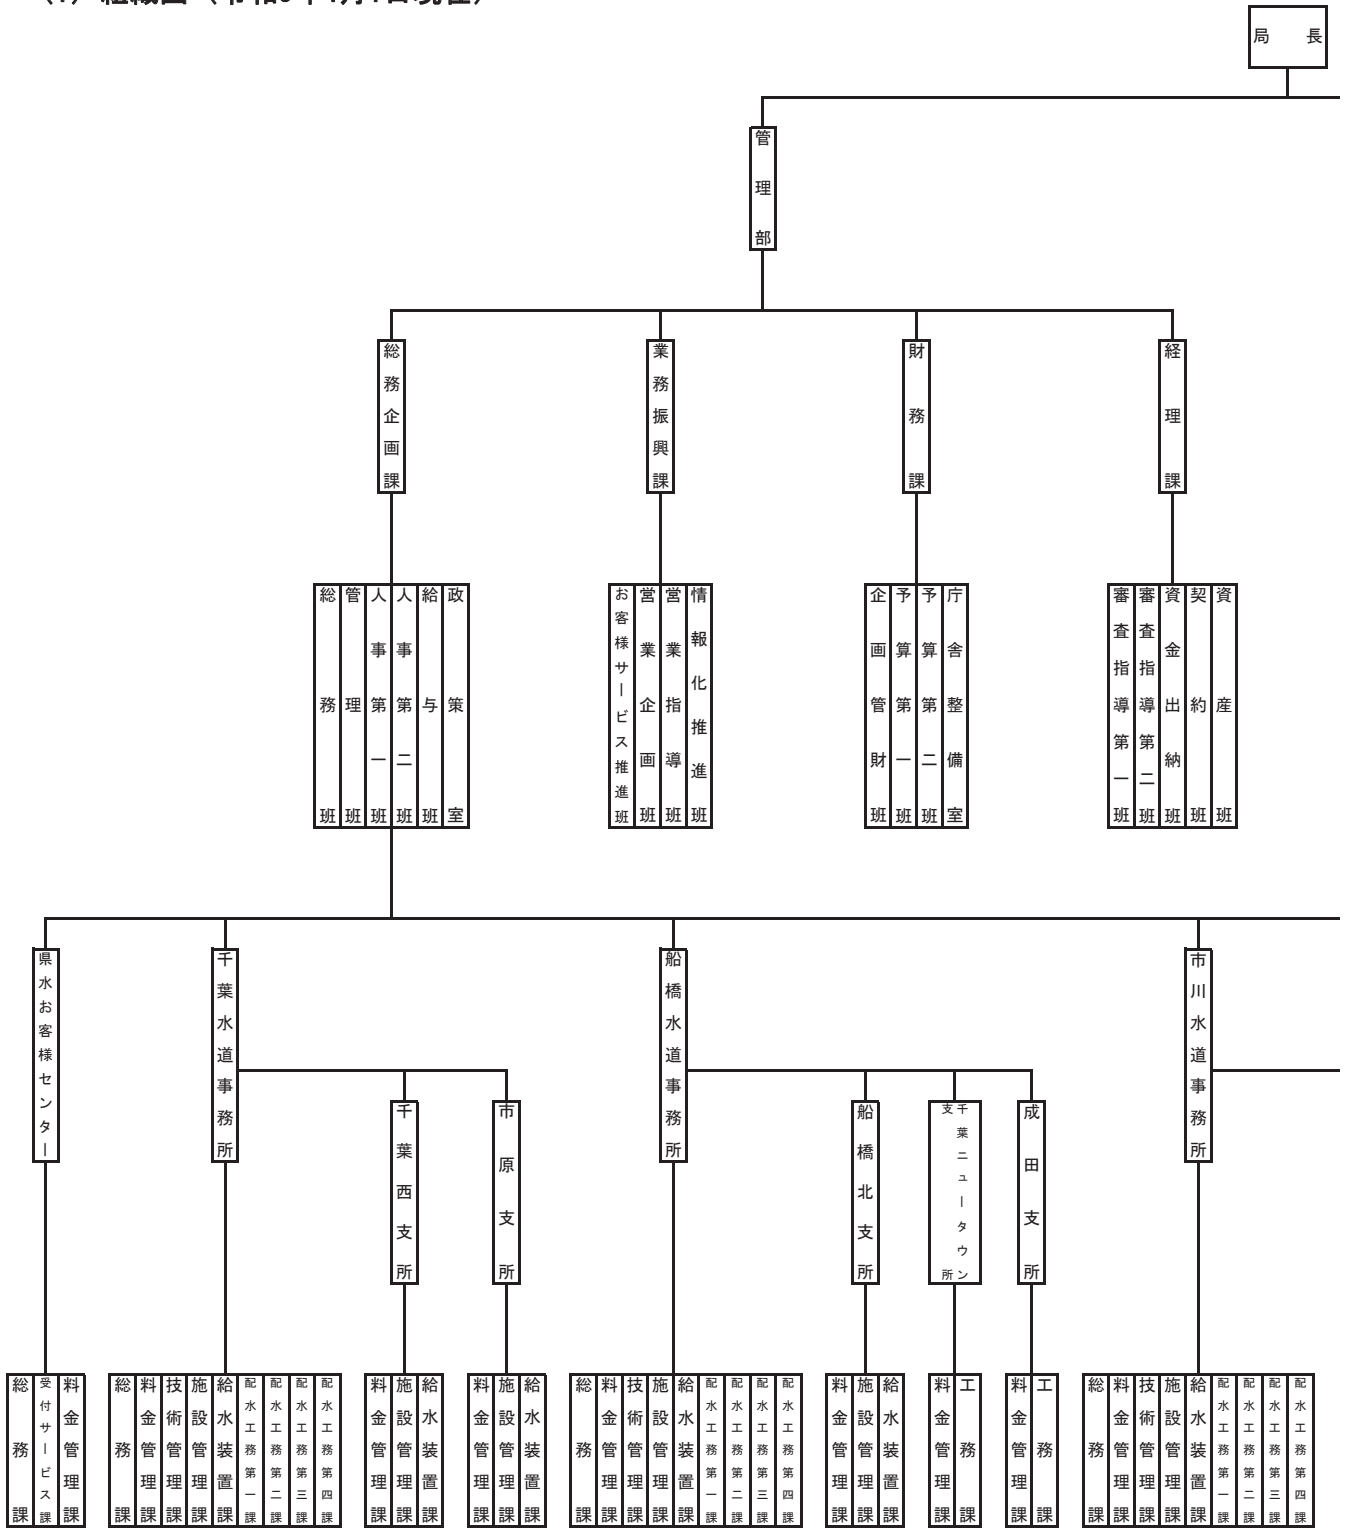 局長
管理部
総務企画課
業務振興課
財務課
経理課
総務班
管理班
人事第一班
人事第二班
給与班
政策室
お客様サービス推進班
営業企画班
営業指導班
情報化推進班
企画管財班
予算第一班
予算第二班
庁舎整備室
審査指導第一班
審査指導第二班
資金出納班
契約班
資産班
県水お客様センター
千葉水道事務所
船橋水道事務所
市川水道事務所
千葉西支所
市原支所
船橋北支所
千葉ニュータウン
支所
成田支所
総務課
受付サービス課
料金管理課
総務課
料金管理課
技術管理課
施設管理課
給水装置課
配水工務第一課
配水工務第二課
配水工務第三課
配水工務第四課
料金管理課
施設管理課
給水装置課
料金管理課
施設管理課
給水装置課
総務課
料金管理課
技術管理課
施設管理課
給水装置課
配水工務第一課
配水工務第二課
配水工務第三課
配水工務第四課
料金管理課
施設管理課
給水装置課
料金管理課
工務課
料金管理課
工務課
総務課
料金管理課
技術管理課
施設管理課
給水装置課
配水工務第一課
配水工務第二課
配水工務第三課
配水工務第四課